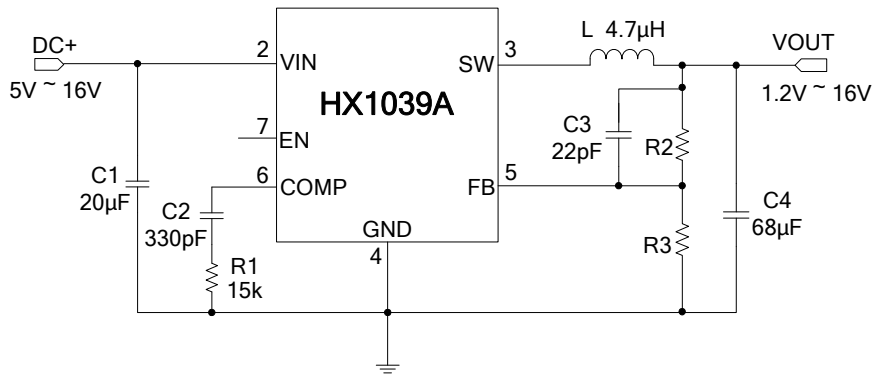 L 4.7μH
DC+
2
VIN
SW
3
VOUT
5V ~ 16V
1.2V ~ 16V
HX1039A
7
EN
C3
22pF
R2
C1
20μF
6
COMP
FB
5
C2
330pF
C4
68μF
GND
4
R1
15k
R3